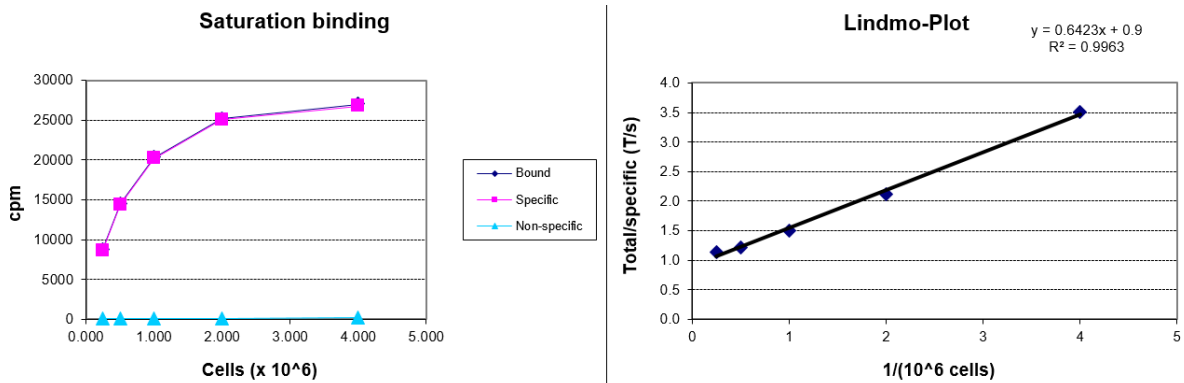 Saturation binding
30000
25000
20000
15000
10000
5000
0
cpm
0.000 1.000 2.000 3.000 4.000 5.000
Cells (x 10^6)
Bound
Specific
Non-specific
Lindmo-Plot
y = 0.6423x + 0.9
R² = 0.9963
4.0
3.5
3.0
2.5
2.0
1.5
1.0
0.5
0.0
Total/specific (T/s)
0 1 2 3 4 5
1/(10^6 cells)